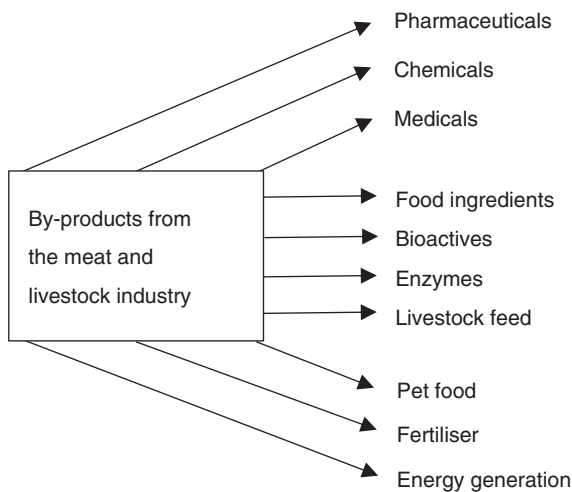 Pharmaceuticals
Chemicals
Medicals
By-products from
the meat and
livestock industry
Food ingredients
Bioactives
Enzymes
Livestock feed
Pet food
Fertiliser
Energy generation